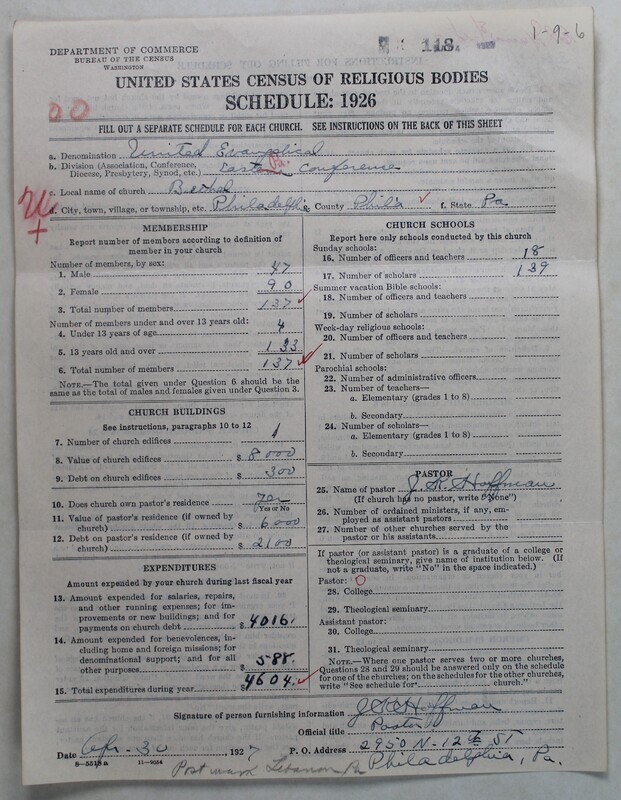 1-9-6
118
DEPARTMENT OF COMMERCE
BUREAU OF THE CENSUS
WASHINGTON
UNITED STATES CENSUS OF RELIGIOUS BODIES
SCHEDULE: 1926
FILL OUT A SEPARATE SCHEDULE FOR EACH CHURCH. SEE INSTRUCTIONS ON THE BACK OF THIS SHEET
a. Denomination United Evangelical
b. Division (Association, Conference, Diocese, Presbytery, Synod, etc.) Eastern Pa. Conference
c. Local name of church Bethel
d. City, town, village, or township, etc. Philadelphia County Phil'a f. State Pa.
MEMBERSHIP
Report number of members according to definition of member in your church
Number of members, by sex:
1. Male 47
2. Female 90
3. Total number of members 137
Number of members under and over 13 years old:
4. Under 13 years of age 4
5. 13 years old and over 133
6. Total number of members 137
NOTE.—The total given under Question 6 should be the same as the total of males and females given under Question 3.
CHURCH BUILDINGS
See instructions, paragraphs 10 to 12
7. Number of church edifices 1
8. Value of church edifices $ 8000
9. Debt on church edifices $ 300
10. Does church own pastor's residence Yes
(Yes or No)
11. Value of pastor's residence (if owned by church) $ 6000
12. Debt on pastor's residence (if owned by church) $ 2100
EXPENDITURES
Amount expended by your church during last fiscal year
13. Amount expended for salaries, repairs, and other running expenses; for improvements or new buildings; and for payments on church debt $ 4016.
14. Amount expended for benevolences, including home and foreign missions; for denominational support; and for all other purposes $ 588.
15. Total expenditures during year $ 4604.
CHURCH SCHOOLS
Report here only schools conducted by this church
Sunday schools:
16. Number of officers and teachers 18
17. Number of scholars 139
Summer vacation Bible schools:
18. Number of officers and teachers
19. Number of scholars
Week-day religious schools:
20. Number of officers and teachers
21. Number of scholars
Parochial schools:
22. Number of administrative officers
23. Number of teachers—
a. Elementary (grades 1 to 8)
b. Secondary
24. Number of scholars—
a. Elementary (grades 1 to 8)
b. Secondary
PASTOR
25. Name of pastor J. K. Hoffman
(If church has no pastor, write "None")
26. Number of ordained ministers, if any, employed as assistant pastors
27. Number of other churches served by the pastor or his assistants
If pastor (or assistant pastor) is a graduate of a college or theological seminary, give name of institution below. (If not a graduate, write "No" in the space indicated.)
Pastor: O
28. College
29. Theological seminary
Assistant pastor:
30. College
31. Theological seminary
NOTE.—Where one pastor serves two or more churches, Questions 28 and 29 should be answered only on the schedule for one of the churches; on the schedules for the other churches, write "See schedule for church."
Signature of person furnishing information J. K. Hoffman
Official title Pastor
Date Apr. 30 1927 P. O. Address 2950 N-12th St
Philadelphia, Pa.
8-5518a 11-9064
Postmark Lebanon Pa